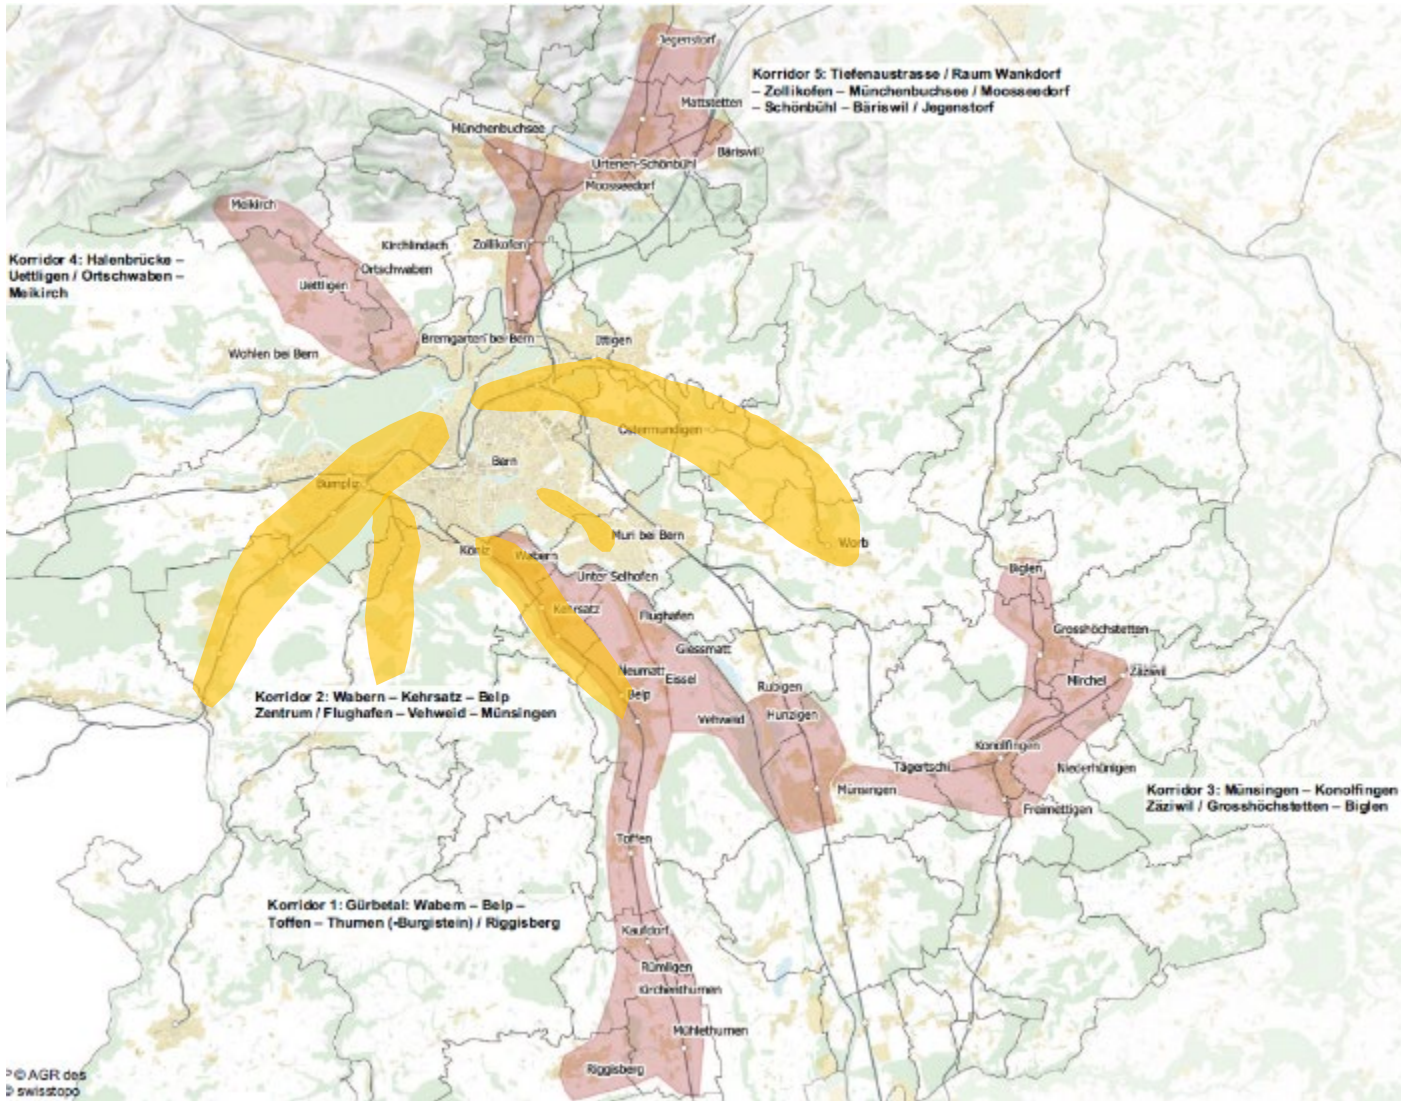 Jegenstorf
Korridor 5: Tiefenaustrasse / Raum Wankdorf
– Zollikofen – Münchenbuchsee / Moosseedorf
– Schönbühl – Bäriswil / Jegenstorf
Mattstetten
Münchenbuchsee
Bäriswil
Urtenen-Schönbühl
Moosseedorf
Meikirch
Kirchlindach
Zollikofen
Korridor 4: Halenbrücke –
Uettligen / Ortschwaben –
Meikirch
Ortschwaben
Uettligen
Bremgarten bei Bern
Ittigen
Wohlen bei Bern
Ostermundigen
Bern
Bümpliz
Muri bei Bern
Worb
Köniz
Wabern
Unter Selhofen
Biglen
Kehrsatz
Flughafen
Grosshöchstetten
Giessmatt
Neumatt
Eissel
Zäziwil
Nirchel
Rubigen
Belp
Korridor 2: Wabern – Kehrsatz – Belp
Zentrum / Flughafen – Vehweid – Münsingen
Vehweid
Hunzigen
Konolfingen
Tägertschi
Niederhünigen
Münsingen
Korridor 3: Münsingen – Konolfingen
Zäziwil / Grosshöchstetten – Biglen
Freimettigen
Toffen
Korridor 1: Gürbetal: Wabern – Belp –
Toffen – Thurnen (-Burgistein) / Riggisberg
Kaufdorf
Rümligen
Kirchenthurnen
Mühlethurnen
Riggisberg
© AGR des
© swisstopo